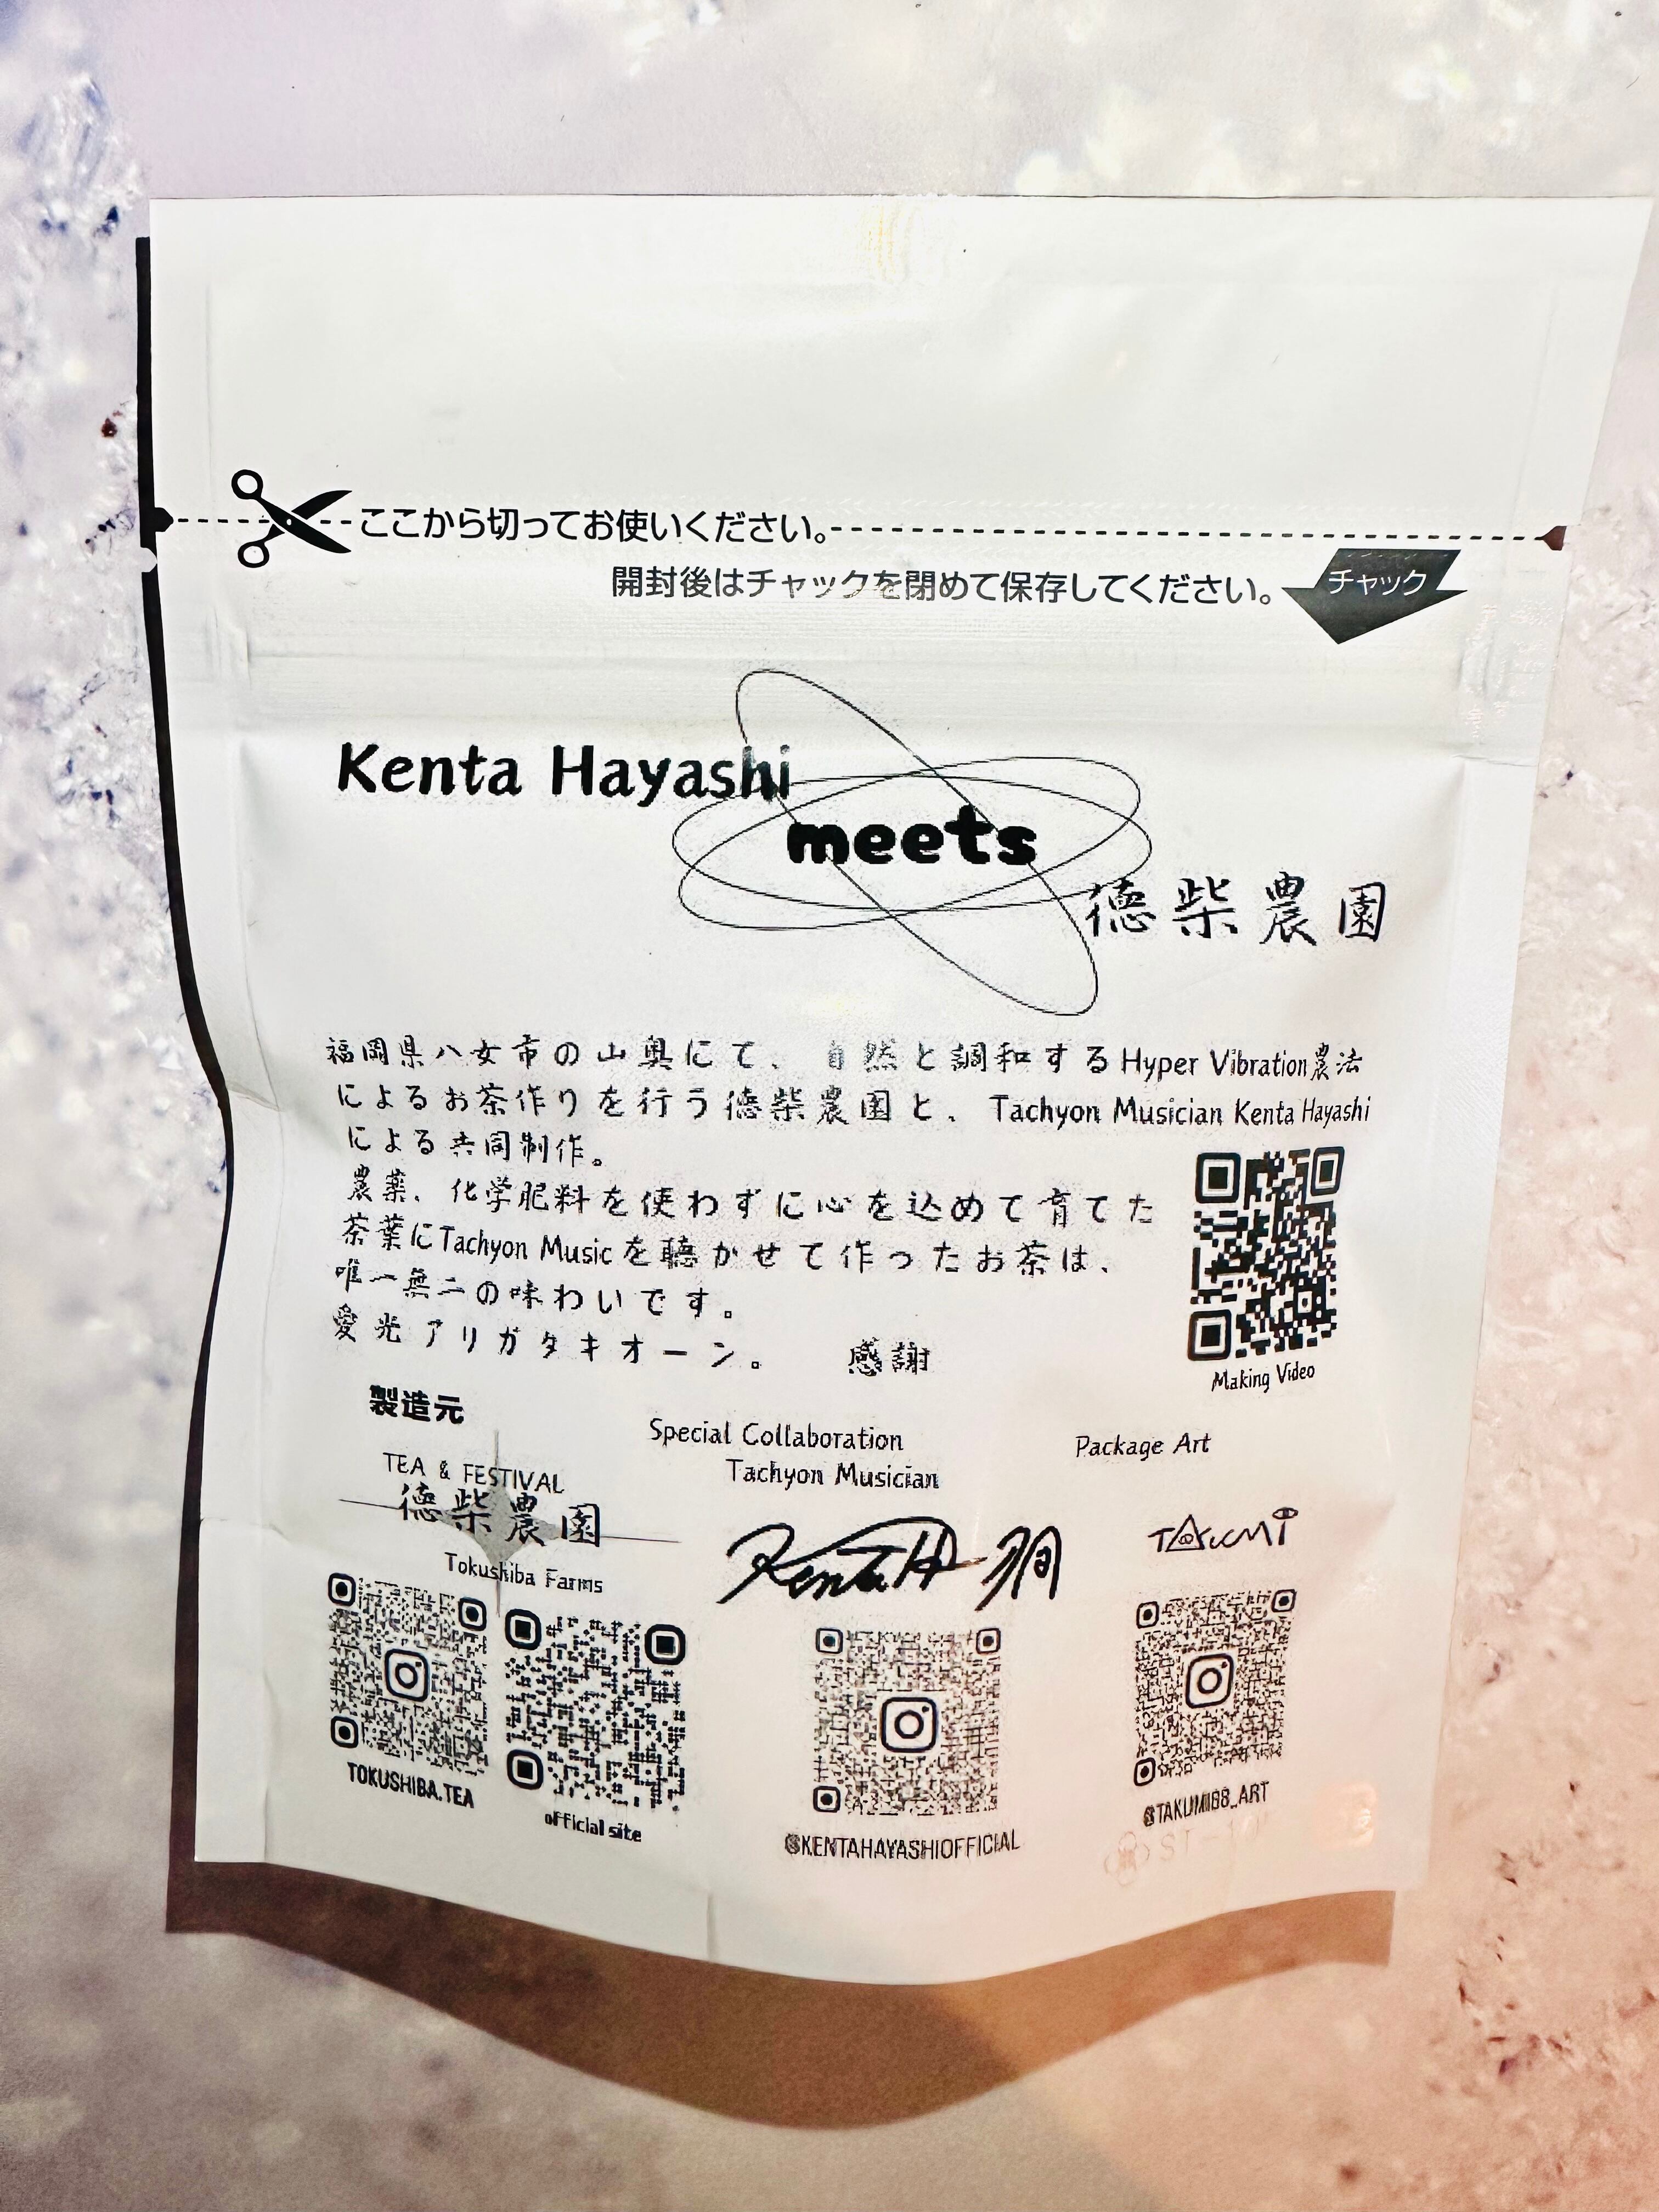 ここから切ってお使いください。
開封後はチャックを閉めて保存してください。
チャック
Kenta Hayashi
meets
德柴農園
福岡県八女市の山奥にて、自然と調和するHyper Vibration農法
によるお茶作りを行う德柴農園と、Tachyon Musician Kenta Hayashi
による共同制作。
農薬、化学肥料を使わずに心を込めて育てた
茶葉にTachyon Musicを聴かせて作ったお茶は、
唯一無二の味わいです。
愛光アリガタキオーン。 感謝
Making Video
製造元
TEA & FESTIVAL
德柴農園
Tokushiba Farms
TOKUSHIBA.TEA
official site
Special Collaboration
Tachyon Musician
Kenta H
@KENTAHAYASHIOFFICIAL
Package Art
TAKUMI
@TAKUMI88_ART